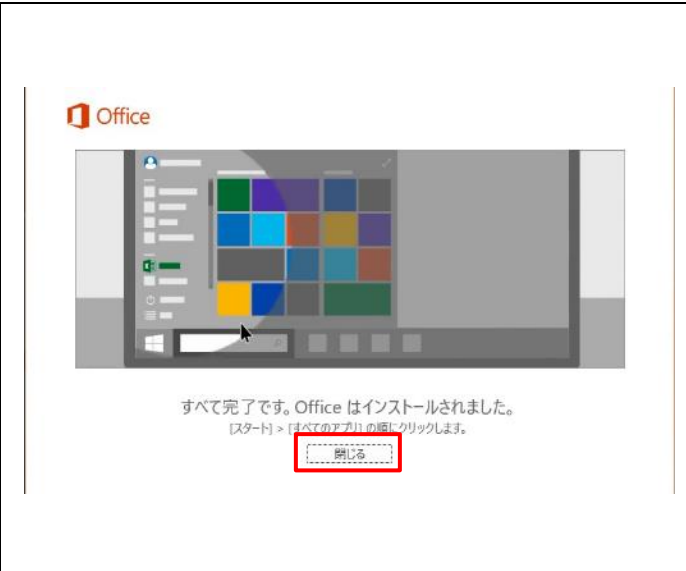 Office
すべて完了です。Office はインストールされました。
[スタート] > [すべてのアプリ] の順にクリックします。
閉じる